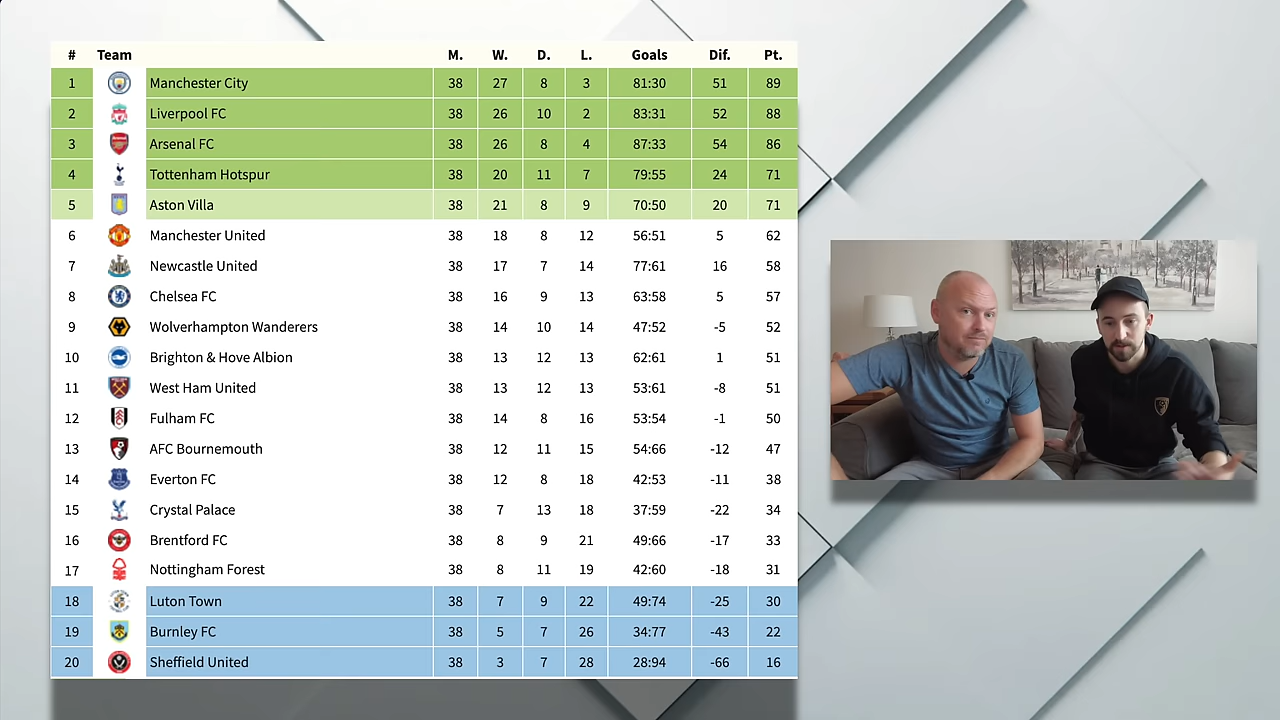 # Team M. W. D. L. Goals Dif. Pt.
1 Manchester City 38 27 8 3 81:30 51 89
2 Liverpool FC 38 26 10 2 83:31 52 88
3 Arsenal FC 38 26 8 4 87:33 54 86
4 Tottenham Hotspur 38 20 11 7 79:55 24 71
5 Aston Villa 38 21 8 9 70:50 20 71
6 Manchester United 38 18 8 12 56:51 5 62
7 Newcastle United 38 17 7 14 77:61 16 58
8 Chelsea FC 38 16 9 13 63:58 5 57
9 Wolverhampton Wanderers 38 14 10 14 47:52 -5 52
10 Brighton & Hove Albion 38 13 12 13 62:61 1 51
11 West Ham United 38 13 12 13 53:61 -8 51
12 Fulham FC 38 14 8 16 53:54 -1 50
13 AFC Bournemouth 38 12 11 15 54:66 -12 47
14 Everton FC 38 12 8 18 42:53 -11 38
15 Crystal Palace 38 7 13 18 37:59 -22 34
16 Brentford FC 38 8 9 21 49:66 -17 33
17 Nottingham Forest 38 8 11 19 42:60 -18 31
18 Luton Town 38 7 9 22 49:74 -25 30
19 Burnley FC 38 5 7 26 34:77 -43 22
20 Sheffield United 38 3 7 28 28:94 -66 16